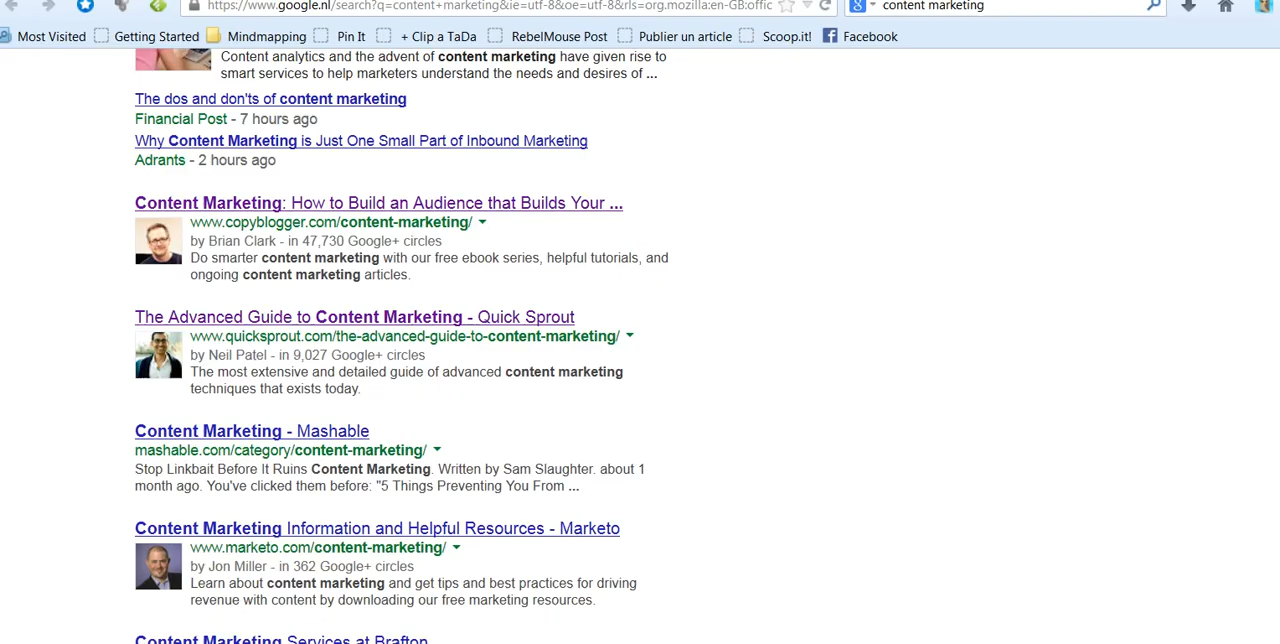 https://www.google.nl/search?q=content+marketing&ie=utf-8&oe=utf-8&rls=org.mozilla:en-GB:offic
content marketing
Most Visited Getting Started Mindmapping Pin It + Clip a TaDa RebelMouse Post Publier un article Scoop.it! Facebook
Content analytics and the advent of content marketing have given rise to
smart services to help marketers understand the needs and desires of ...
The dos and don'ts of content marketing
Financial Post - 7 hours ago
Why Content Marketing is Just One Small Part of Inbound Marketing
Adrants - 2 hours ago
Content Marketing: How to Build an Audience that Builds Your ...
www.copyblogger.com/content-marketing/
by Brian Clark - in 47,730 Google+ circles
Do smarter content marketing with our free ebook series, helpful tutorials, and
ongoing content marketing articles.
The Advanced Guide to Content Marketing - Quick Sprout
www.quicksprout.com/the-advanced-guide-to-content-marketing/
by Neil Patel - in 9,027 Google+ circles
The most extensive and detailed guide of advanced content marketing
techniques that exists today.
Content Marketing - Mashable
mashable.com/category/content-marketing/
Stop Linkbait Before It Ruins Content Marketing. Written by Sam Slaughter. about 1
month ago. You've clicked them before: "5 Things Preventing You From ...
Content Marketing Information and Helpful Resources - Marketo
www.marketo.com/content-marketing/
by Jon Miller - in 362 Google+ circles
Learn about content marketing and get tips and best practices for driving
revenue with content by downloading our free marketing resources.
Content Marketing Services at Brafton